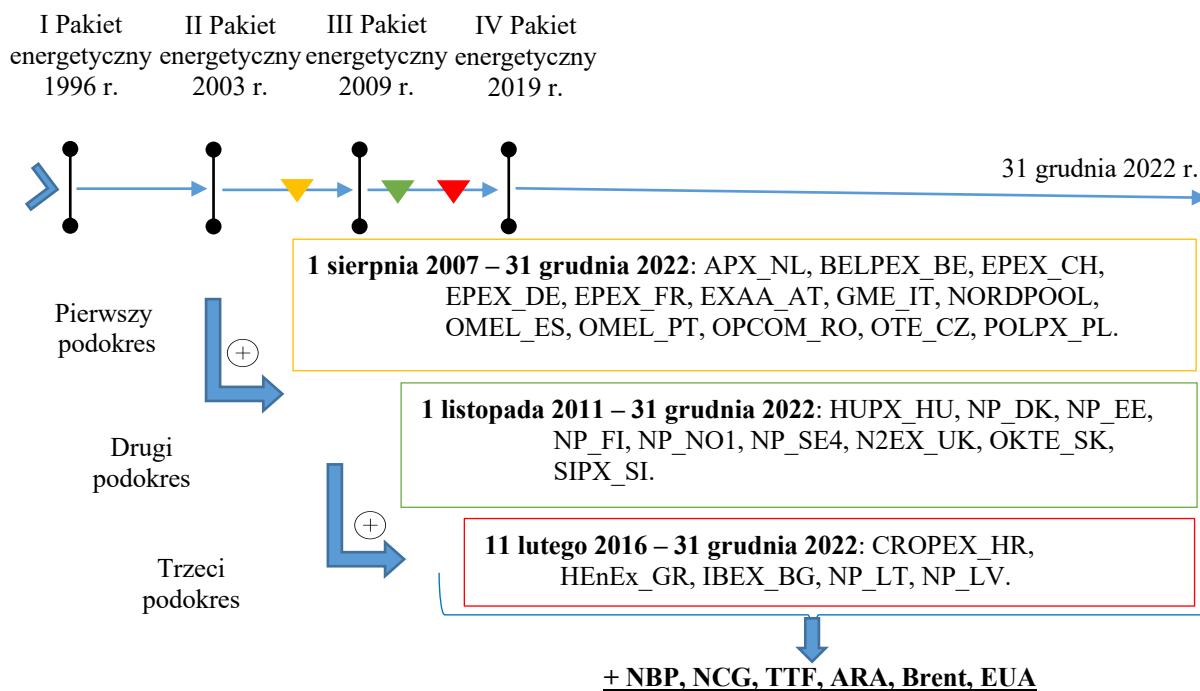 I Pakiet
energetyczny
1996 r.
II Pakiet
energetyczny
2003 r.
III Pakiet
energetyczny
2009 r.
IV Pakiet
energetyczny
2019 r.
31 grudnia 2022 r.
Pierwszy
podokres
+
1 sierpnia 2007 – 31 grudnia 2022: APX_NL, BELPEX_BE, EPEX_CH,
EPEX_DE, EPEX_FR, EXAA_AT, GME_IT, NORDPOOL,
OMEL_ES, OMEL_PT, OPCOM_RO, OTE_CZ, POLPX_PL.
Drugi
podokres
+
1 listopada 2011 – 31 grudnia 2022: HUPX_HU, NP_DK, NP_EE,
NP_FI, NP_NO1, NP_SE4, N2EX_UK, OKTE_SK,
SIPX_SI.
Trzeci
podokres
11 lutego 2016 – 31 grudnia 2022: CROPEX_HR,
HEnEx_GR, IBEX_BG, NP_LT, NP_LV.
+ NBP, NCG, TTF, ARA, Brent, EUA